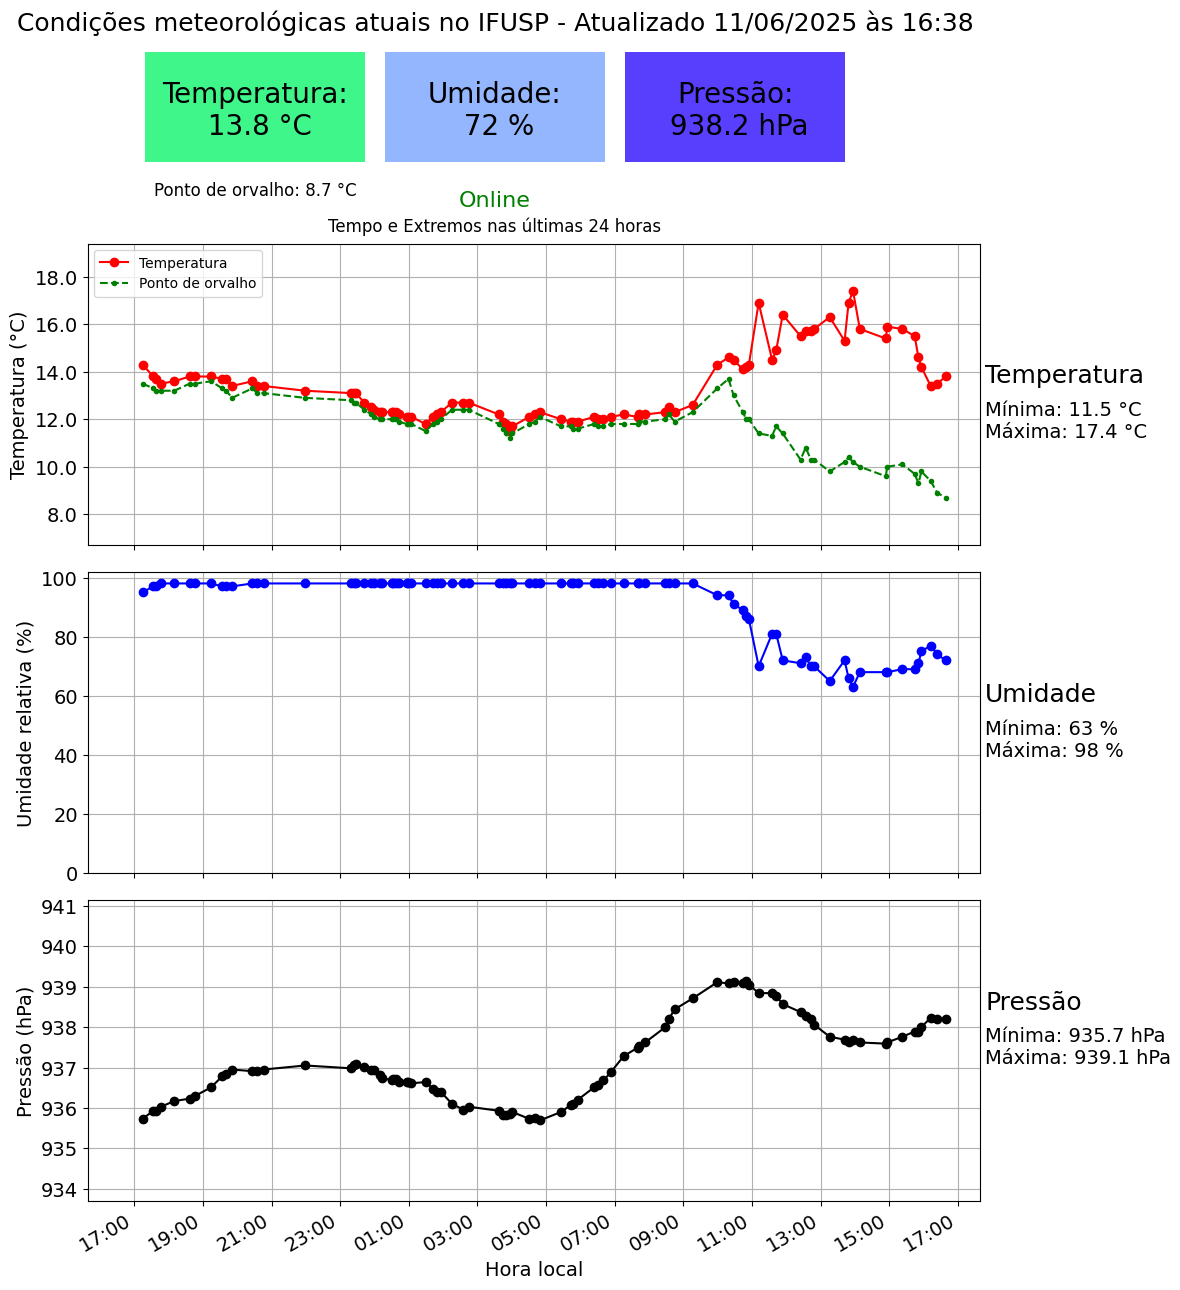 Condições meteorológicas atuais no IFUSP - Atualizado 11/06/2025 às 16:38
Temperatura:
13.8 °C
Umidade:
72 %
Pressão:
938.2 hPa
Ponto de orvalho: 8.7 °C
Online
Tempo e Extremos nas últimas 24 horas
Temperatura
Ponto de orvalho
Temperatura (°C)
18.0
16.0
14.0
12.0
10.0
8.0
Temperatura
Mínima: 11.5 °C
Máxima: 17.4 °C
Umidade relativa (%)
100
80
60
40
20
0
Umidade
Mínima: 63 %
Máxima: 98 %
Pressão (hPa)
941
940
939
938
937
936
935
934
Pressão
Mínima: 935.7 hPa
Máxima: 939.1 hPa
17:00 19:00 21:00 23:00 01:00 03:00 05:00 07:00 09:00 11:00 13:00 15:00 17:00
Hora local